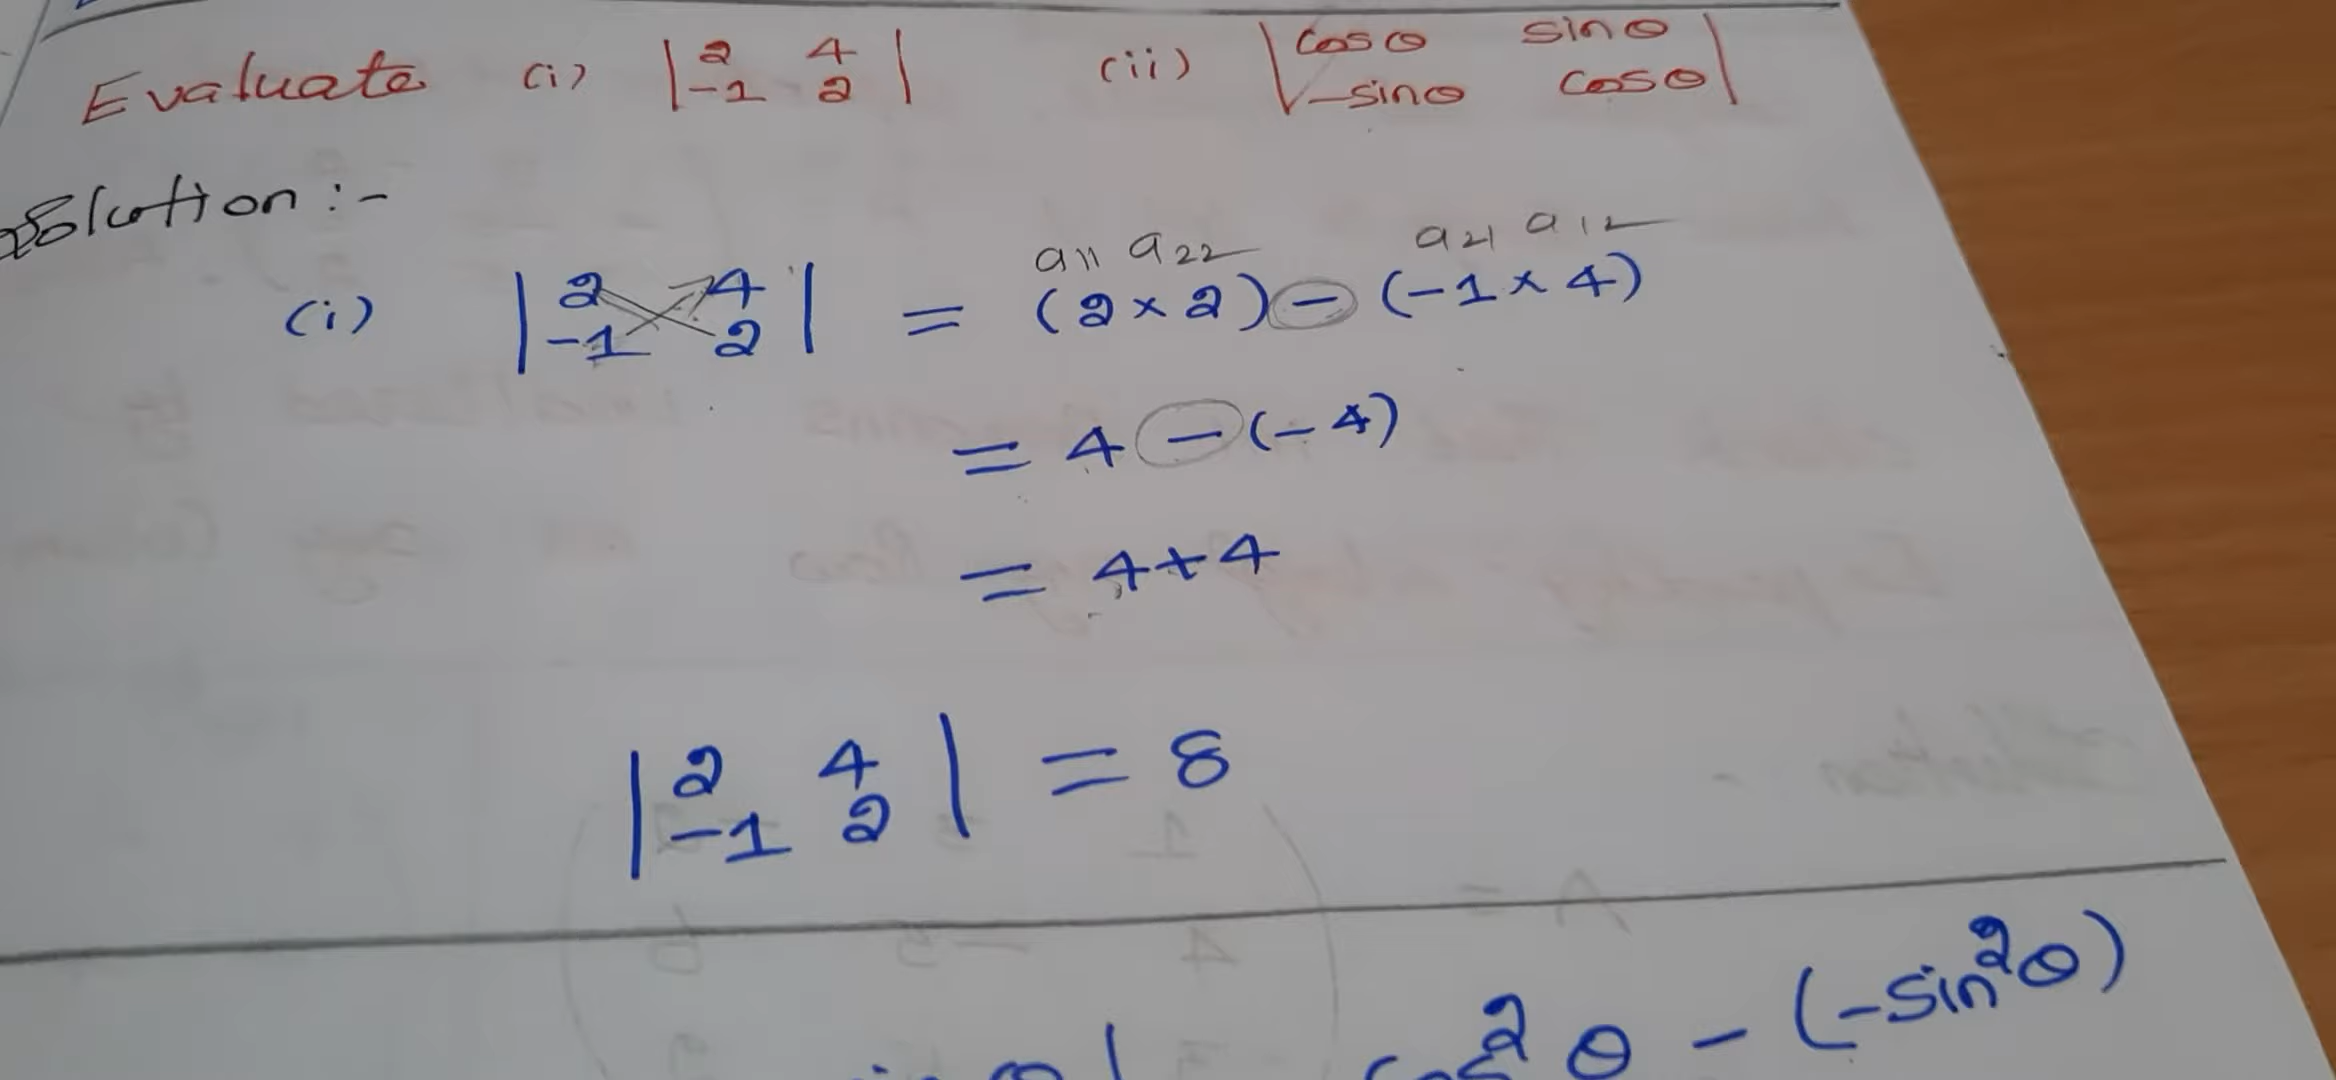 Evaluate (i) |2 4| (ii) |cosθ sinθ|
|-1 2| |-sinθ cosθ|
Solution :-
a11 a22 a21 a12
(i) |2 4| = (2 × 2) - (-1 × 4)
|-1 2|
= 4 - (-4)
= 4+4
|2 4| = 8
|-1 2|
cos²θ - (-sin²θ)